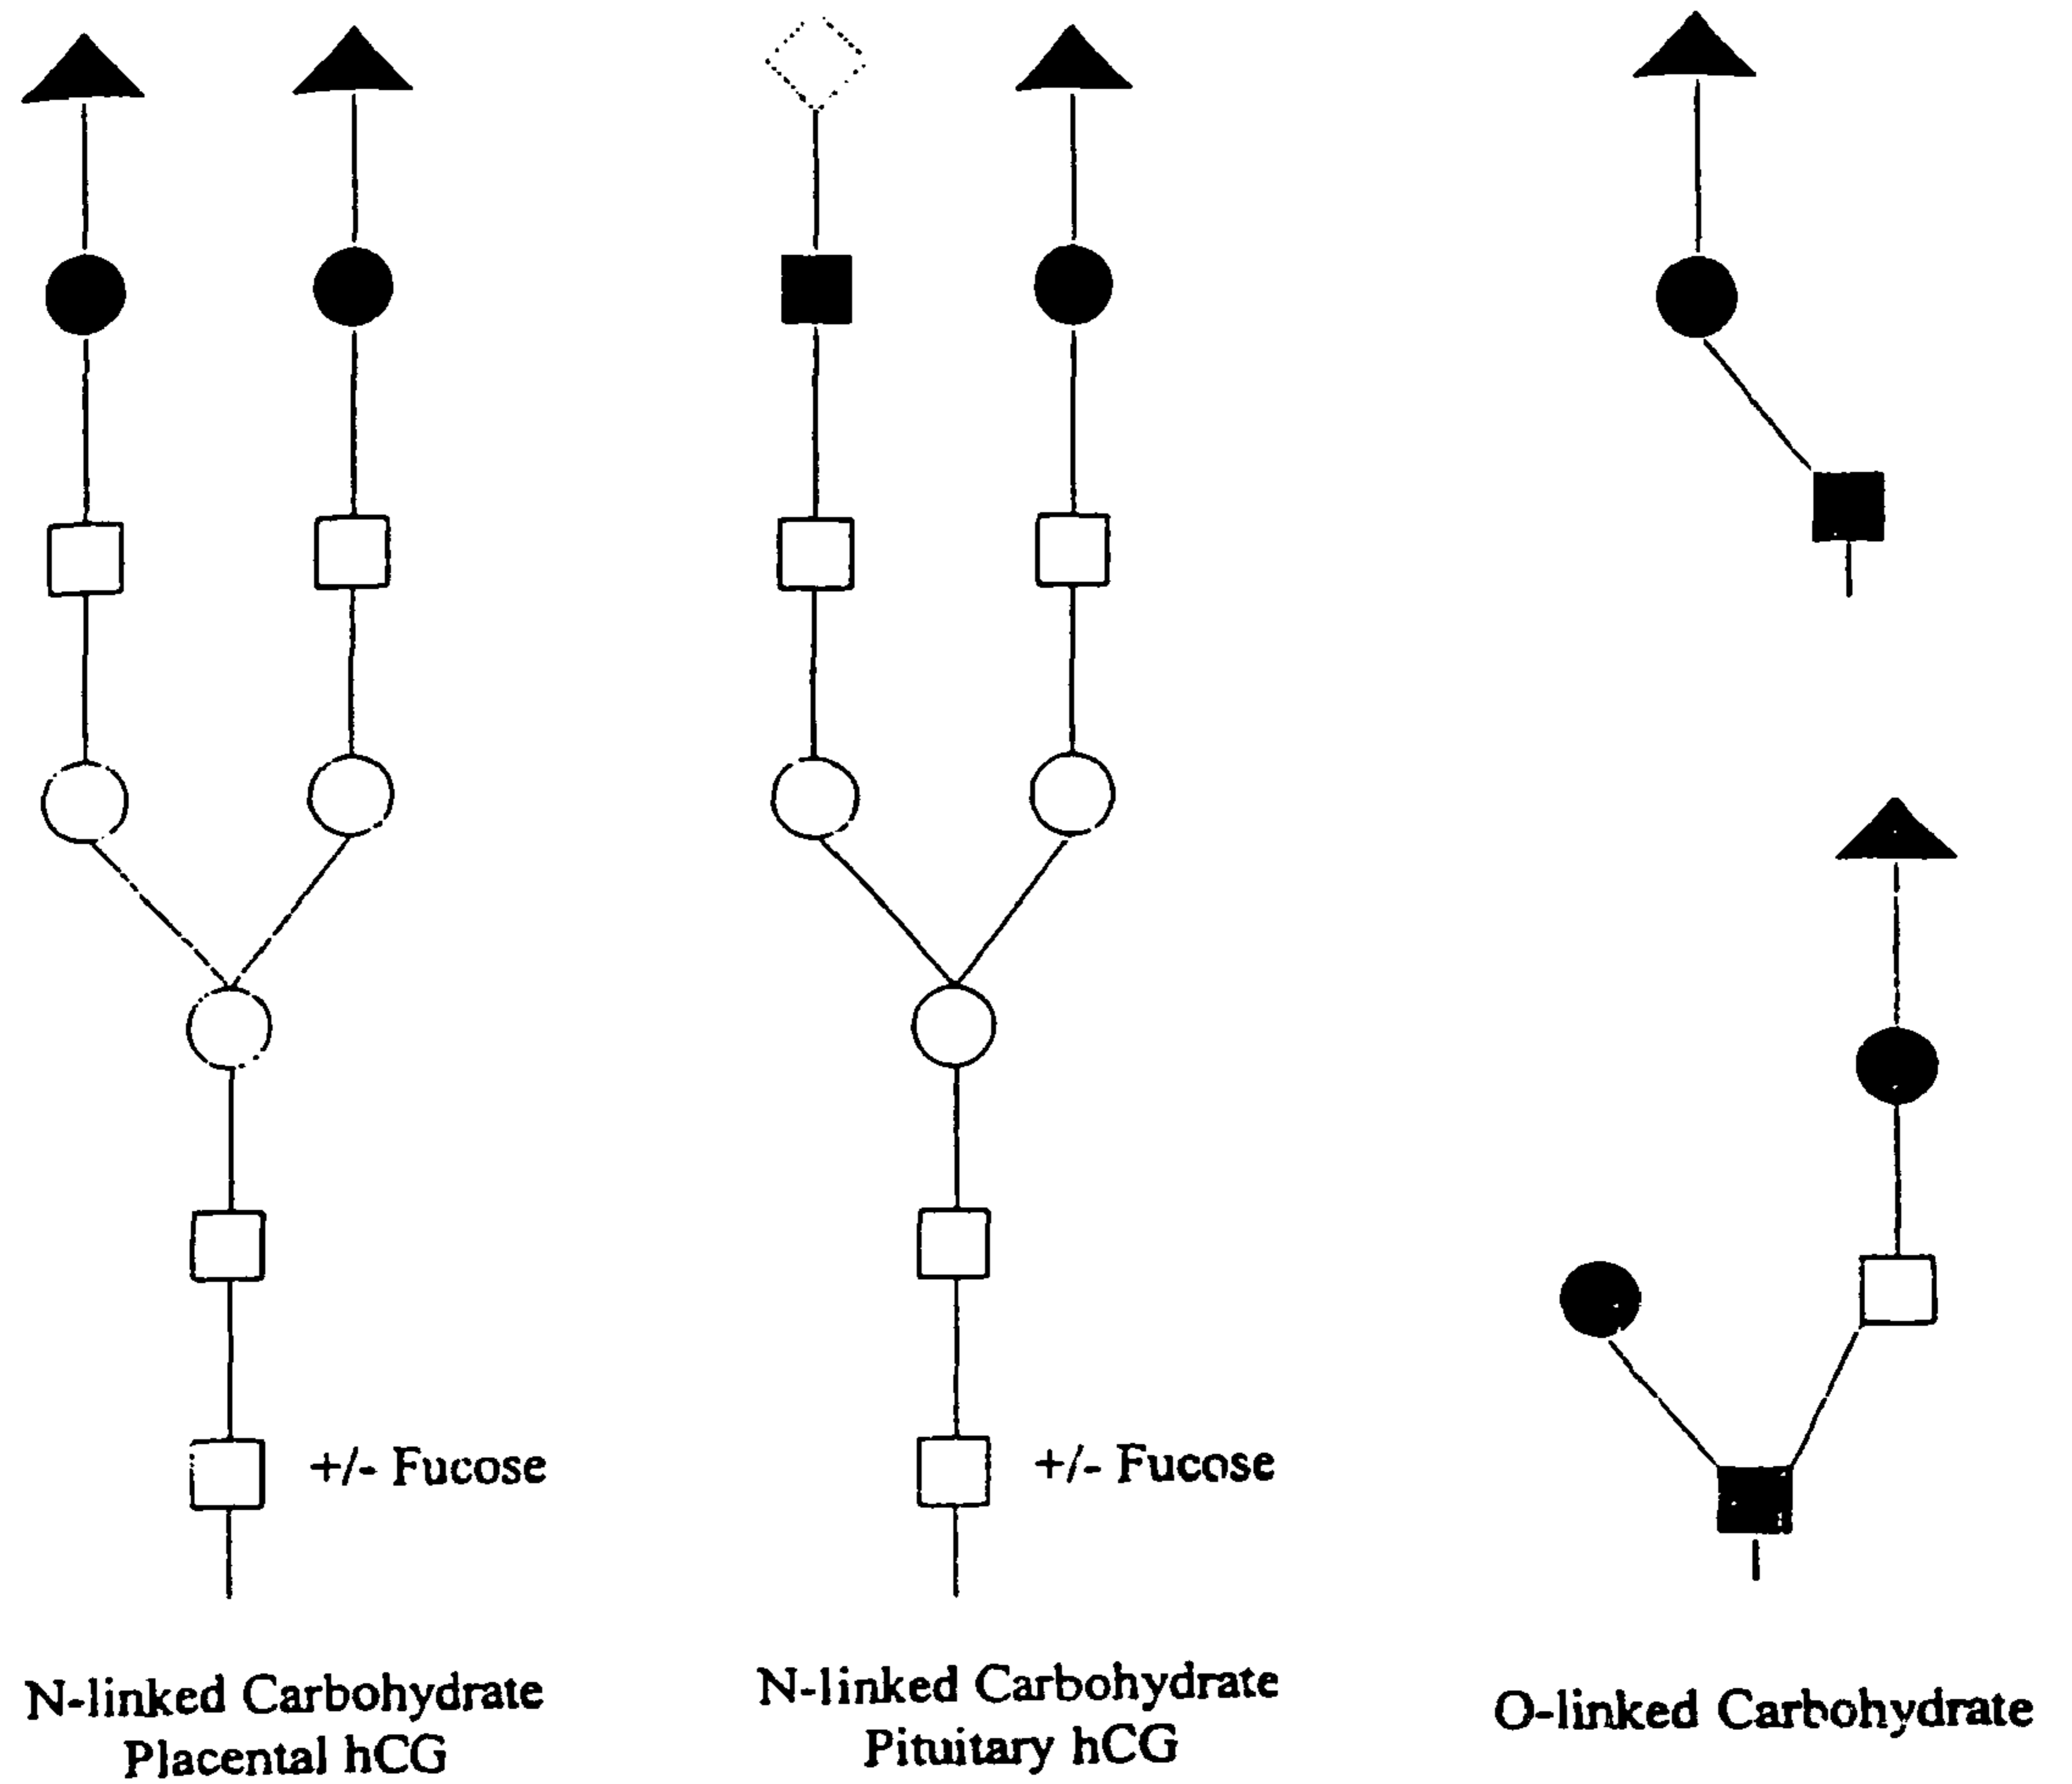 +/- Fucose
+/- Fucose
N-linked Carbohydrate
Placental hCG
N-linked Carbohydrate
Pituitary hCG
O-linked Carbohydrate